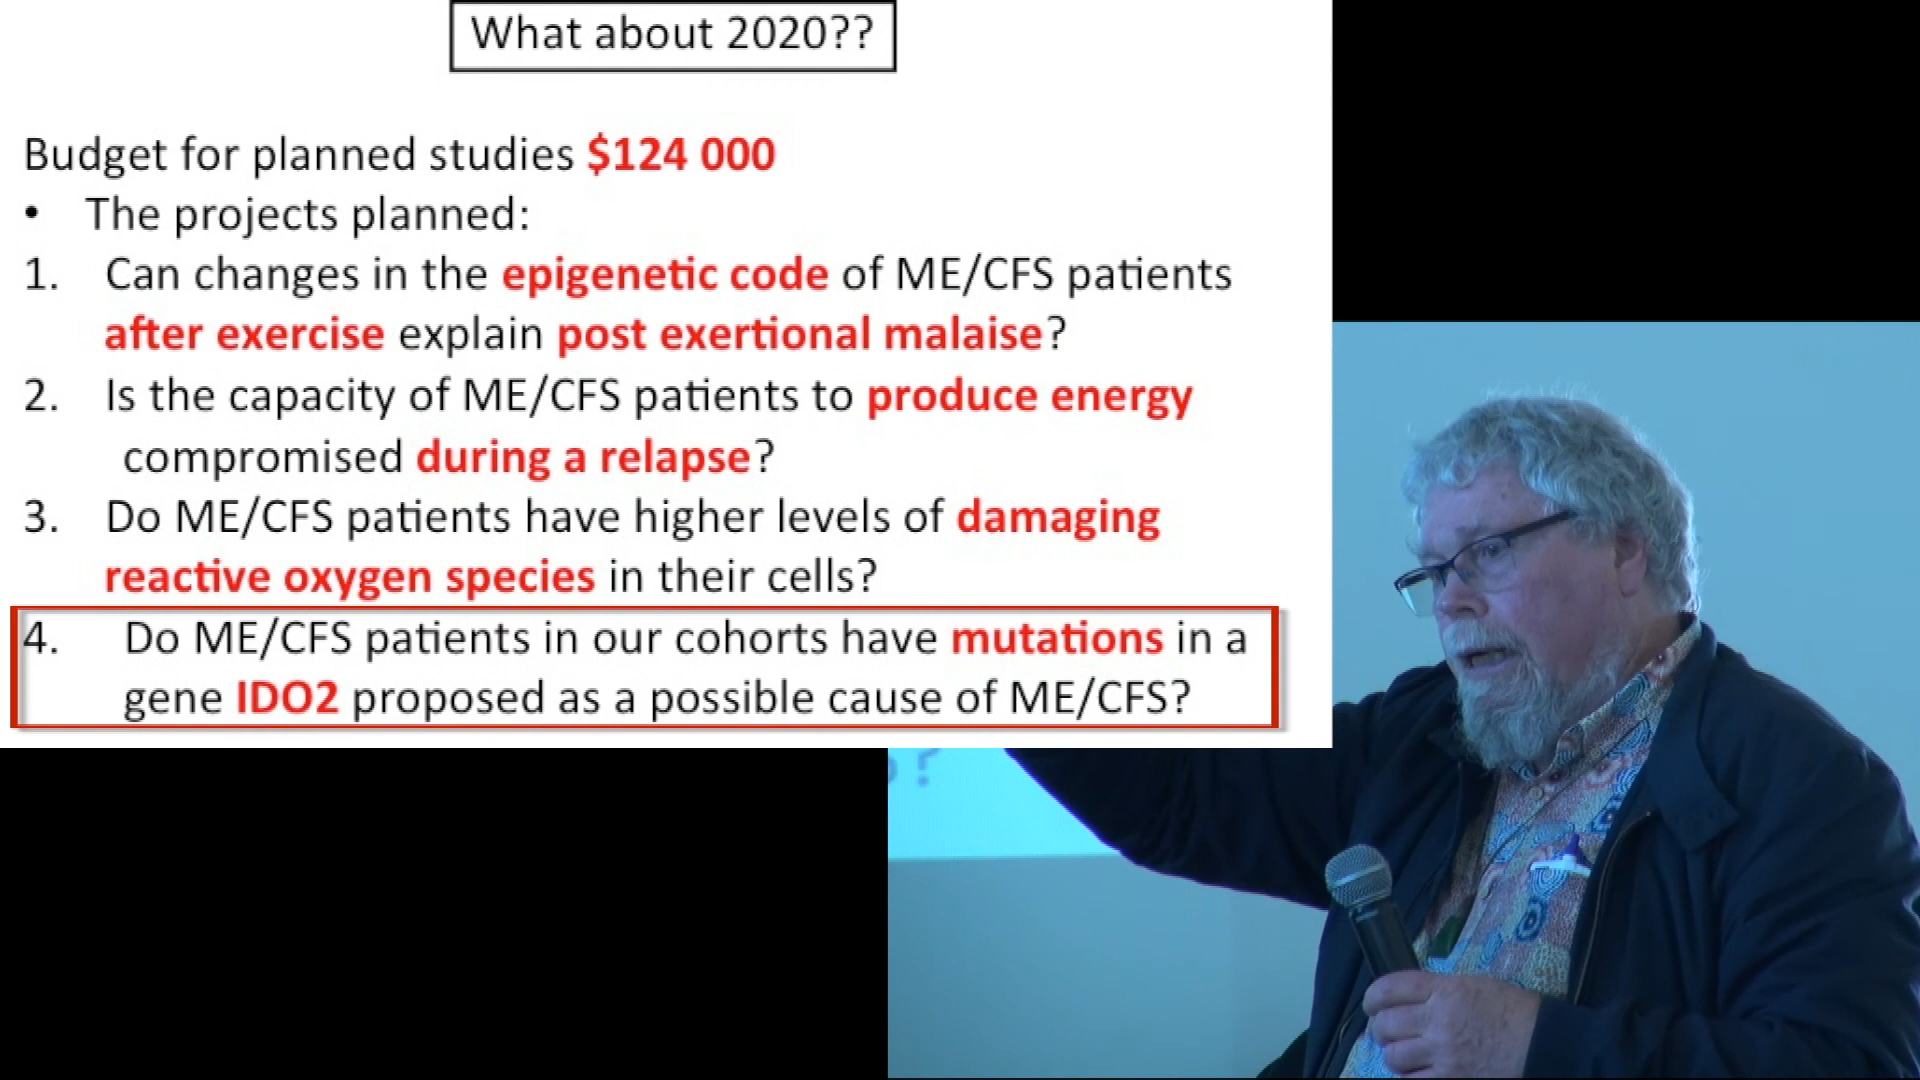 What about 2020??
Budget for planned studies $124 000
• The projects planned:
1. Can changes in the epigenetic code of ME/CFS patients
after exercise explain post exertional malaise?
2. Is the capacity of ME/CFS patients to produce energy
compromised during a relapse?
3. Do ME/CFS patients have higher levels of damaging
reactive oxygen species in their cells?
4. Do ME/CFS patients in our cohorts have mutations in a
gene IDO2 proposed as a possible cause of ME/CFS?
?